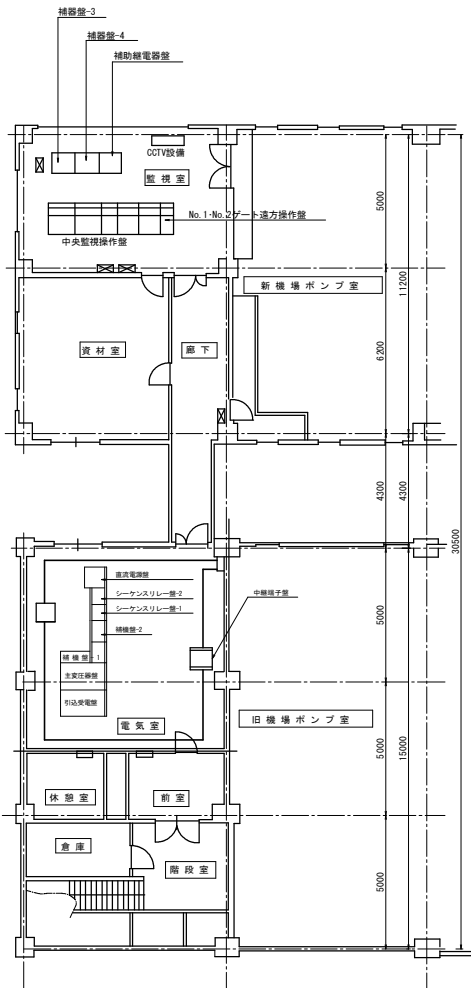 補器盤-3
補器盤-4
補助継電器盤
CCTV設備
監視室
No.1・No.2ゲート遠方操作盤
中央監視操作盤
5000
新機場ポンプ室
11200
資材室
廊下
6200
4300
4300
30500
直流電源盤
シーケンスリレー盤-2
シーケンスリレー盤-1
補機盤-2
中継端子盤
5000
補機盤-1
主変圧器盤
引込受電盤
電気室
旧機場ポンプ室
5000
15000
休憩室
前室
倉庫
階段室
5000